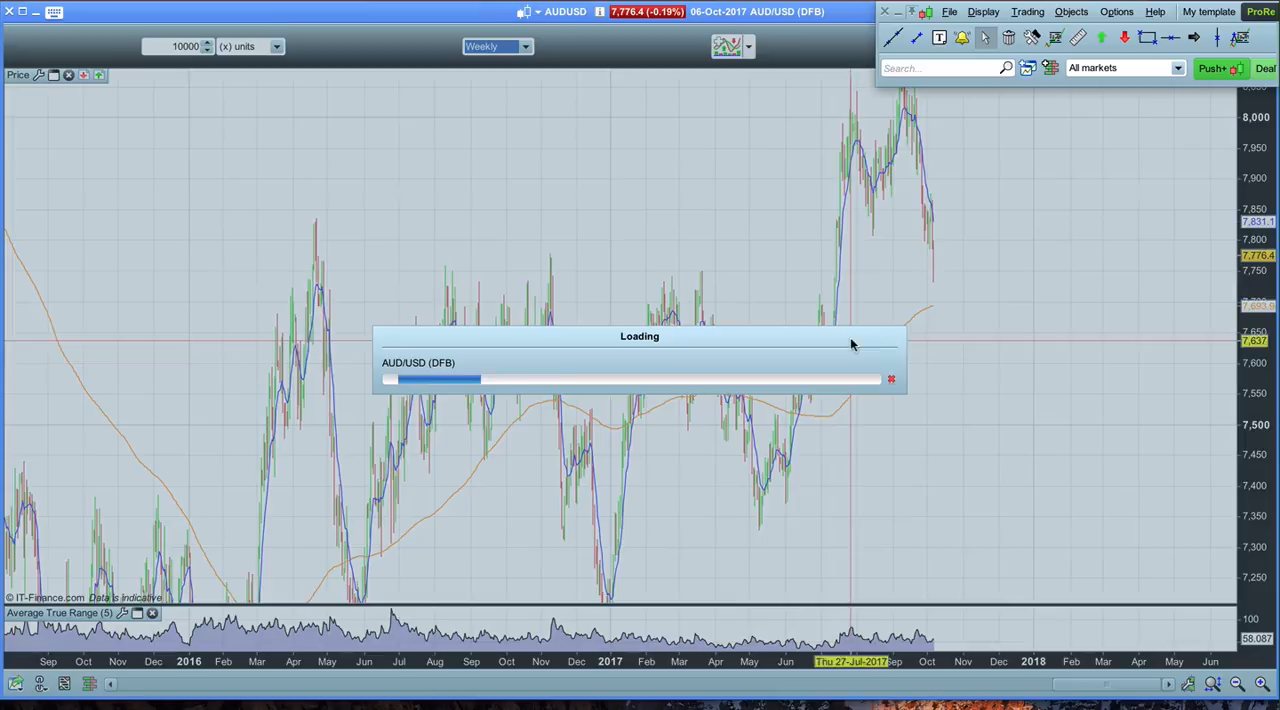 AUDUSD 7,776.4 (-0.19%) 06-Oct-2017 AUD/USD (DFB)
File Display Trading Objects Options Help My template ProRe
10000 (x) units Weekly
T
Search... All markets Push+ Deal
Price
8,000
7,950
7,900
7,850
7,831.1
7,800
7,776.4
7,750
7,693.9
7,650
7,637
7,600
7,550
7,500
7,450
7,400
7,350
7,300
7,250
Loading
AUD/USD (DFB)
© IT-Finance.com Data is indicative
Average True Range (5)
100
58.087
Sep Oct Nov Dec 2016 Feb Mar Apr May Jun Jul Aug Sep Oct Nov Dec 2017 Feb Mar Apr May Jun Thu 27-Jul-2017 Sep Oct Nov Dec 2018 Feb Mar Apr May Jun